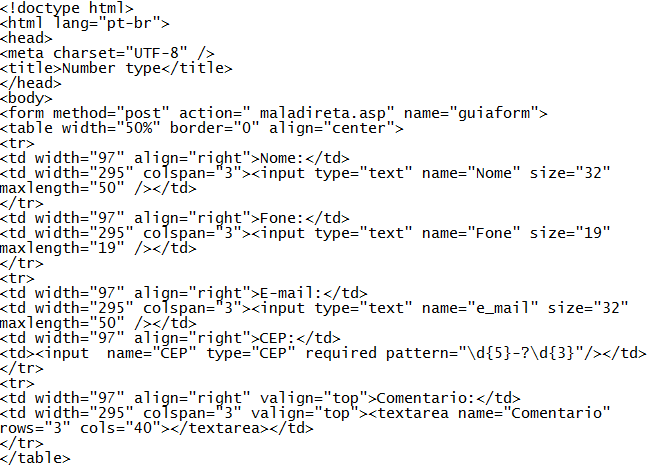 <!doctype html>
<html lang="pt-br">
<head>
<meta charset="UTF-8" />
<title>Number type</title>
</head>
<body>
<form method="post" action=" maladireta.asp" name="guiaform">
<table width="50%" border="0" align="center">
<tr>
<td width="97" align="right">Nome:</td>
<td width="295" colspan="3"><input type="text" name="Nome" size="32"
maxlength="50" /></td>
</tr>
<td width="97" align="right">Fone:</td>
<td width="295" colspan="3"><input type="text" name="Fone" size="19"
maxlength="19" /></td>
</tr>
<tr>
<td width="97" align="right">E-mail:</td>
<td width="295" colspan="3"><input type="text" name="e_mail" size="32"
maxlength="50" /></td>
<td width="97" align="right">CEP:</td>
<td><input  name="CEP" type="CEP" required pattern="\d{5}-?\d{3}"/></td>
</tr>
<tr>
<td width="97" align="right" valign="top">Comentario:</td>
<td width="295" colspan="3" valign="top"><textarea name="Comentario"
rows="3" cols="40"></textarea></td>
</tr>
</table>